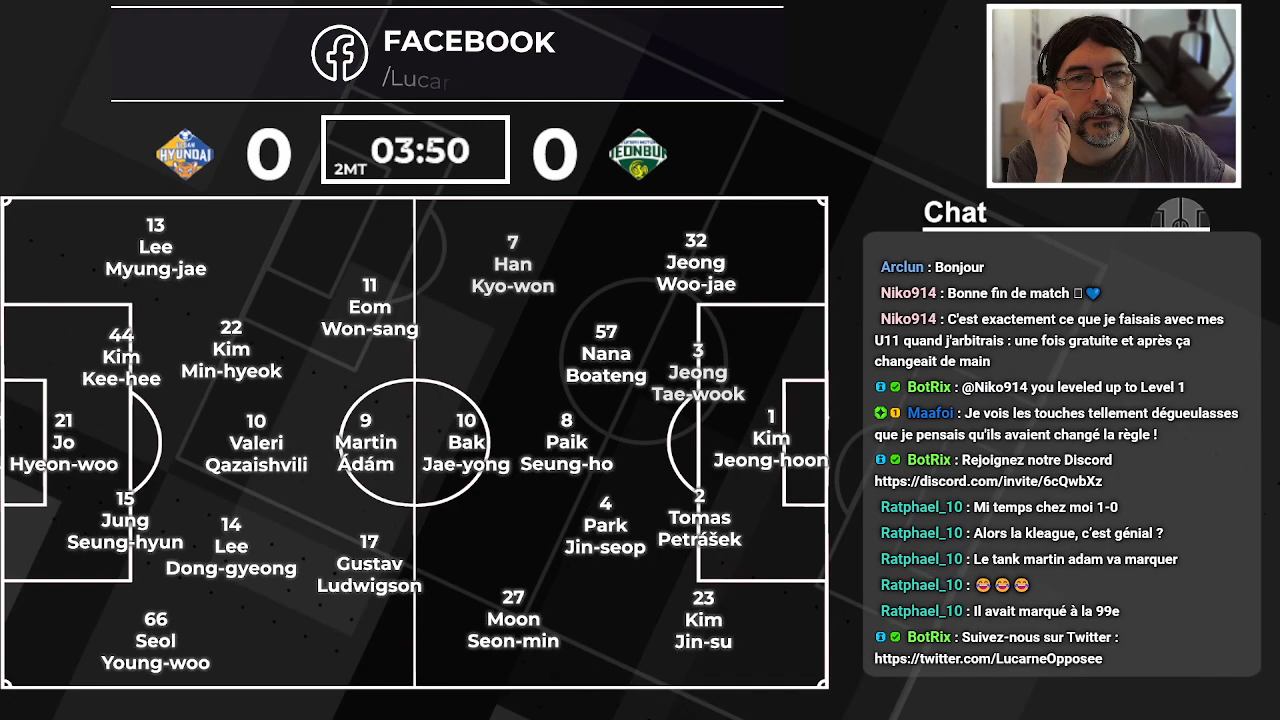 FACEBOOK
/Lucar
HYUNDAI
0
03:50
2MT
0
13
Lee
Myung-jae
44
Kim
Kee-hee
22
Kim
Min-hyeok
11
Eom
Won-sang
21
Jo
Hyeon-woo
10
Valeri
Qazaishvili
9
Martin
Ádám
15
Jung
Seung-hyun
14
Lee
Dong-gyeong
17
Gustav
Ludwigson
66
Seol
Young-woo
7
Han
Kyo-won
32
Jeong
Woo-jae
57
Nana
Boateng
3
Jeong
Tae-wook
10
Bak
Jae-yong
8
Paik
Seung-ho
1
Kim
Jeong-hoon
4
Park
Jin-seop
2
Tomas
Petrášek
27
Moon
Seon-min
23
Kim
Jin-su
Chat
Arclun : Bonjour
Niko914 : Bonne fin de match 💙
Niko914 : C'est exactement ce que je faisais avec mes
U11 quand j'arbitrais : une fois gratuite et après ça
changeait de main
BotRix : @Niko914 you leveled up to Level 1
Maafoi : Je vois les touches tellement dégueulasses
que je pensais qu'ils avaient changé la règle !
BotRix : Rejoignez notre Discord
https://discord.com/invite/6cQwbXz
Ratphael_10 : Mi temps chez moi 1-0
Ratphael_10 : Alors la kleague, c’est génial ?
Ratphael_10 : Le tank martin adam va marquer
Ratphael_10 : 😂 😂 😂
Ratphael_10 : Il avait marqué à la 99e
BotRix : Suivez-nous sur Twitter :
https://twitter.com/LucarneOpposee